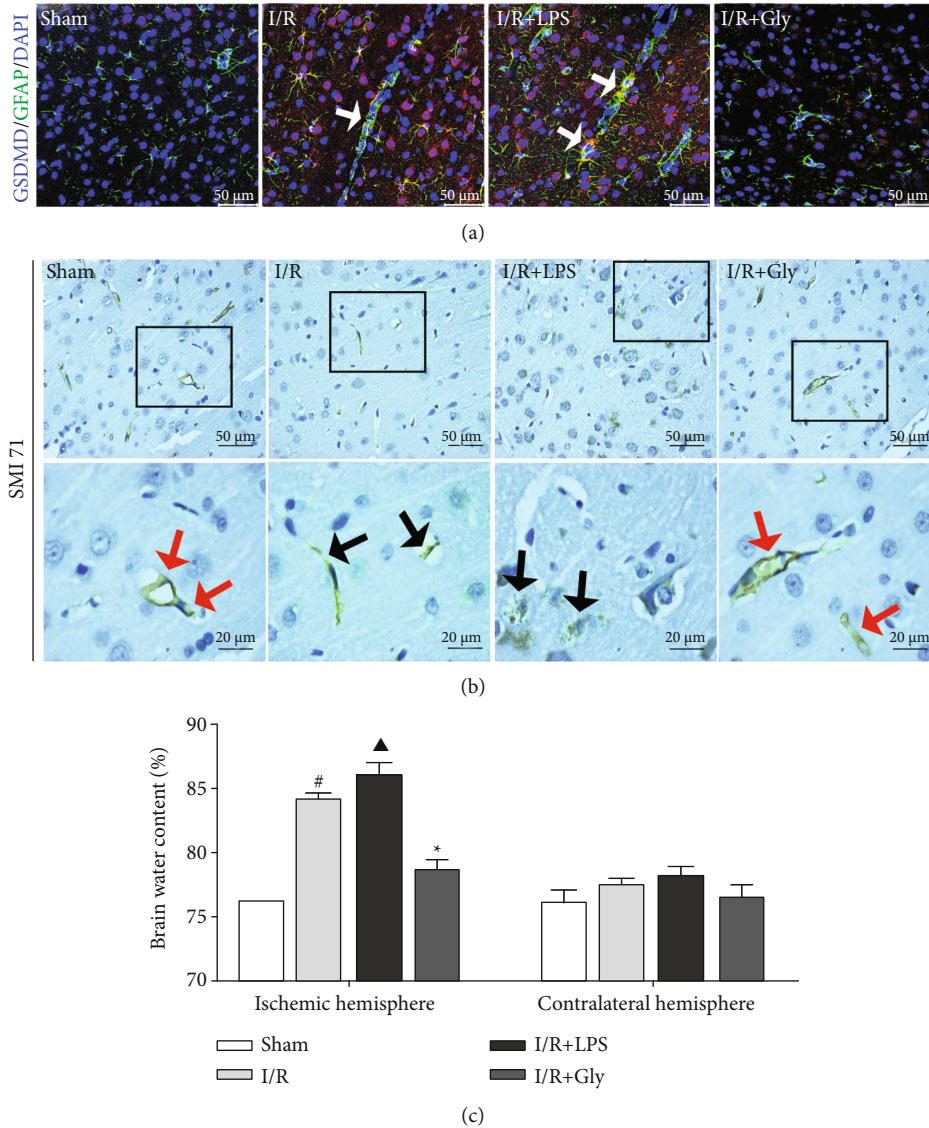 Sham I/R I/R+LPS I/R+Gly
GSDMD/GFAP/DAPI
50 μm 50 μm 50 μm 50 μm
(a)
Sham I/R I/R+LPS I/R+Gly
50 μm 50 μm 50 μm 50 μm
SMI 71
20 μm 20 μm 20 μm 20 μm
(b)
90
85
80
75
70
Brain water content (%)
# ▲ *
Ischemic hemisphere Contralateral hemisphere
Sham I/R+LPS
I/R I/R+Gly
(c)